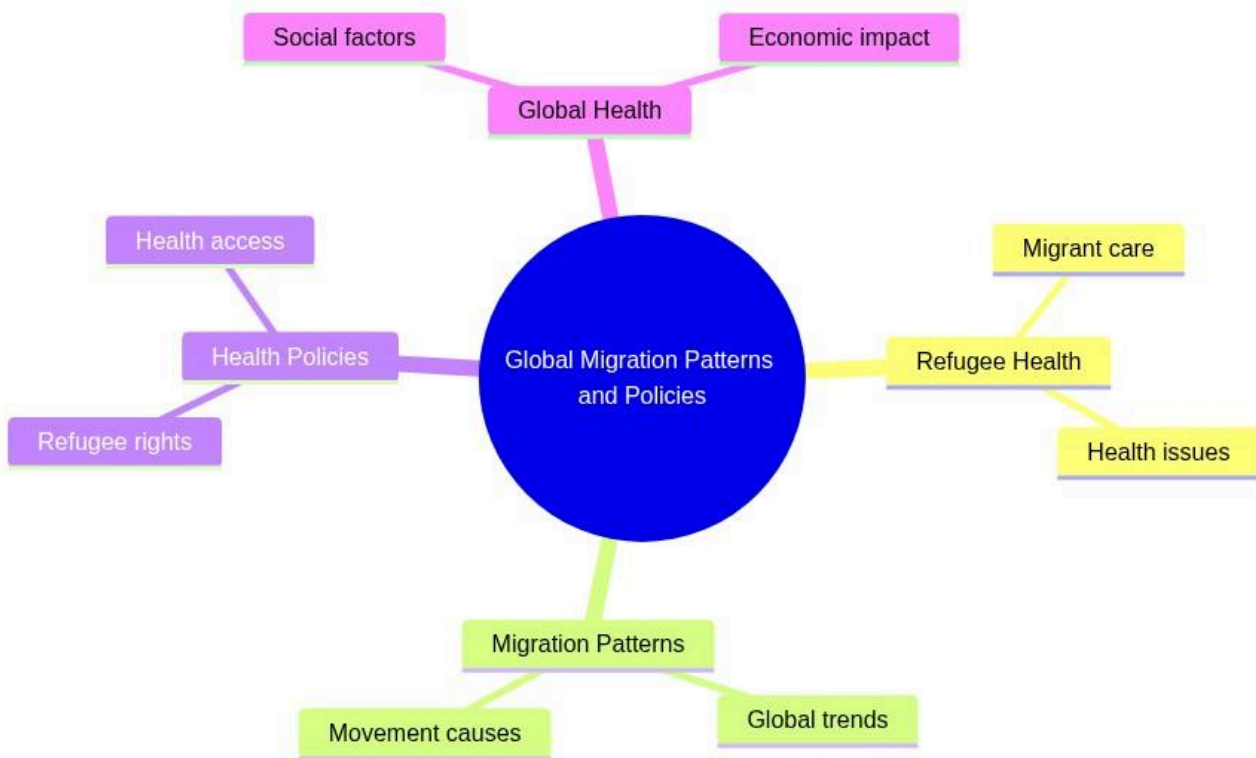 Social factors
Economic impact
Global Health
Health access
Migrant care
Health Policies
Global Migration Patterns
and Policies
Refugee Health
Refugee rights
Health issues
Migration Patterns
Movement causes
Global trends